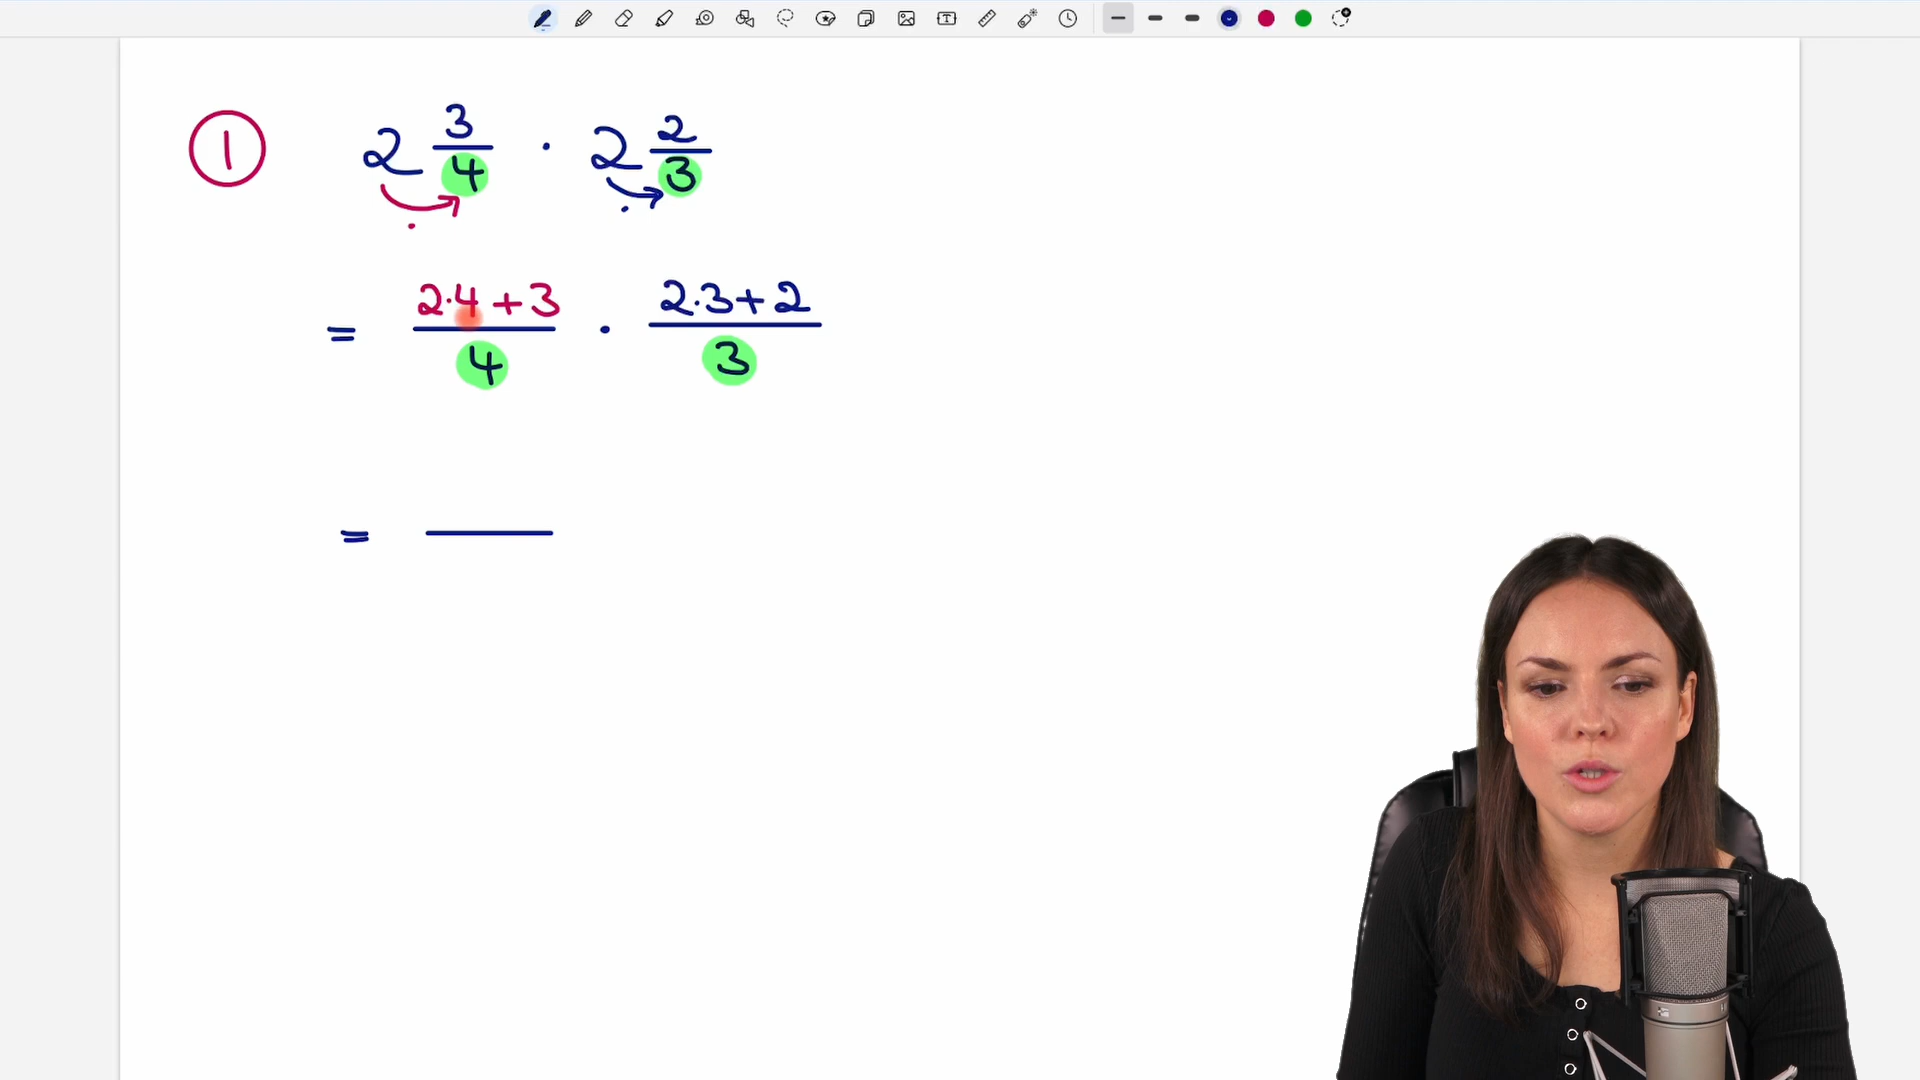 ① 2 3/4 · 2 2/3
·
·
= (2·4+3)/4 · (2·3+2)/3
=